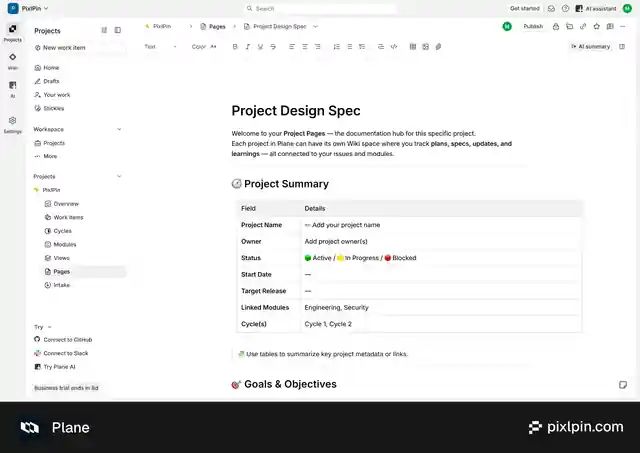 PixlPin
Search
Get started
AI assistant
M
Projects
Wiki
AI
Settings
Projects
New work item
Home
Drafts
Your work
Stickies
Workspace
Projects
More
Projects
PixlPin
Overview
Work items
Cycles
Modules
Views
Pages
Intake
Try
Connect to GitHub
Connect to Slack
Try Plane AI
Business trial ends in 8d
PixlPin > Pages > Project Design Spec
M
Publish
Text
Color Aa
B I U S
AI summary
Project Design Spec
Welcome to your Project Pages — the documentation hub for this specific project.
Each project in Plane can have its own Wiki space where you track plans, specs, updates, and
learnings — all connected to your issues and modules.
Project Summary
Field Details
Project Name ✏️ Add your project name
Owner Add project owner(s)
Status 🟢 Active / 🟡 In Progress / 🔴 Blocked
Start Date —
Target Release —
Linked Modules Engineering, Security
Cycle(s) Cycle 1, Cycle 2
Use tables to summarize key project metadata or links.
Goals & Objectives
Plane
pixlpin.com